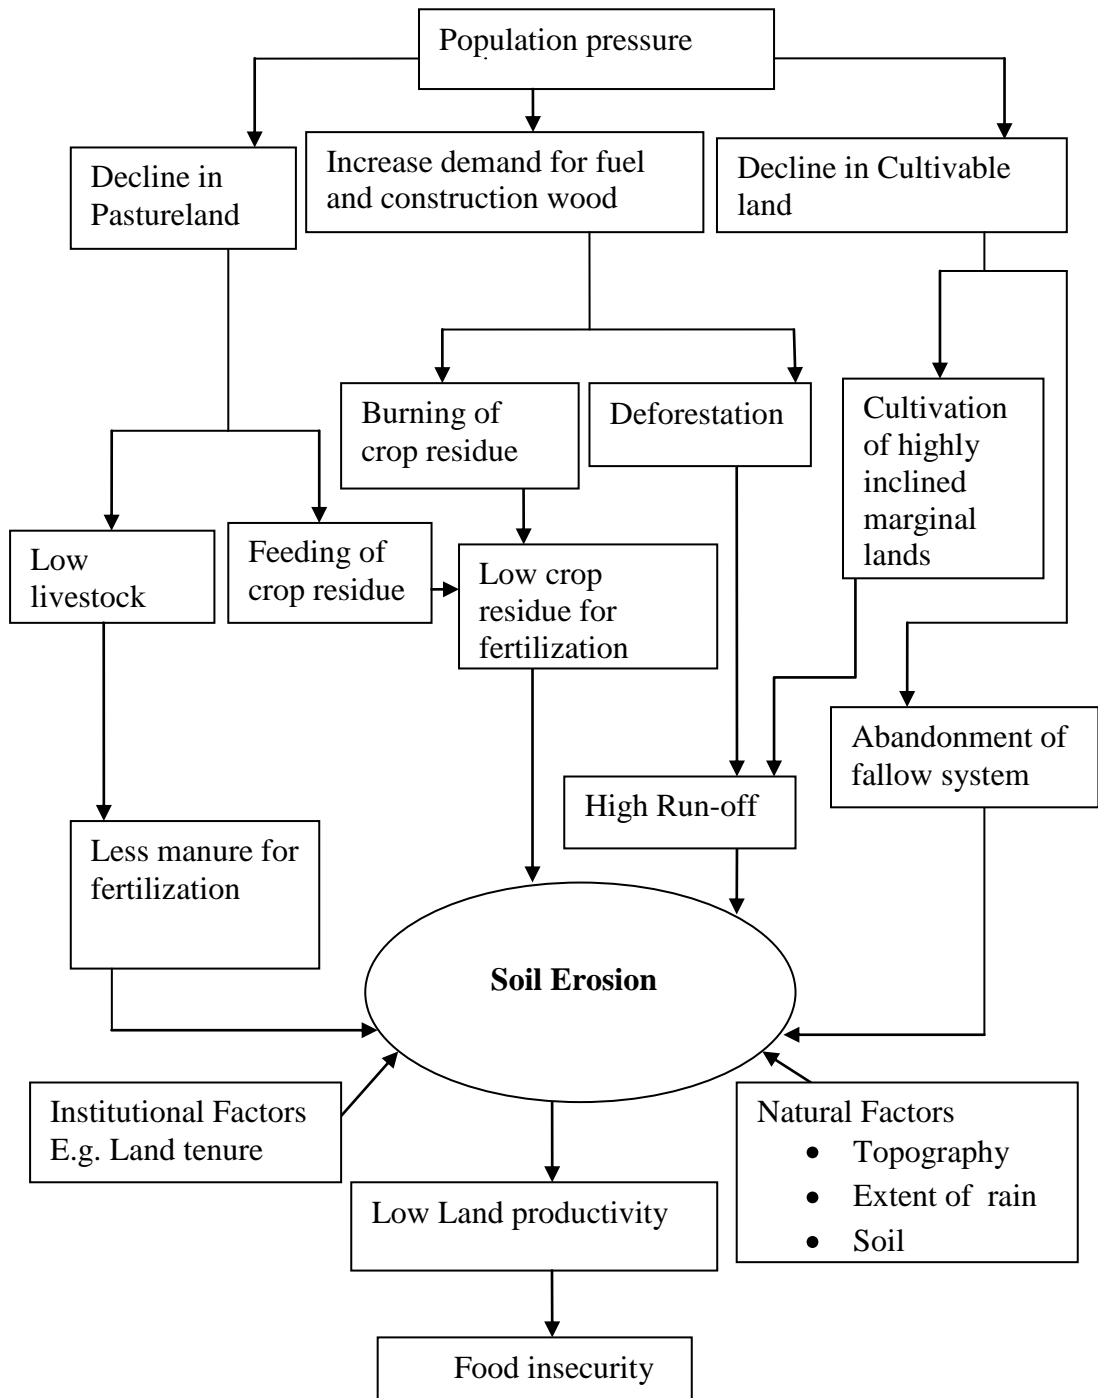 Population pressure
Decline in
Pastureland
Increase demand for fuel
and construction wood
Decline in Cultivable
land
Burning of
crop residue
Deforestation
Cultivation
of highly
inclined
marginal
lands
Low
livestock
Feeding of
crop residue
Low crop
residue for
fertilization
Abandonment of
fallow system
High Run-off
Less manure for
fertilization
Soil Erosion
Institutional Factors
E.g. Land tenure
Natural Factors
• Topography
• Extent of rain
• Soil
Low Land productivity
Food insecurity